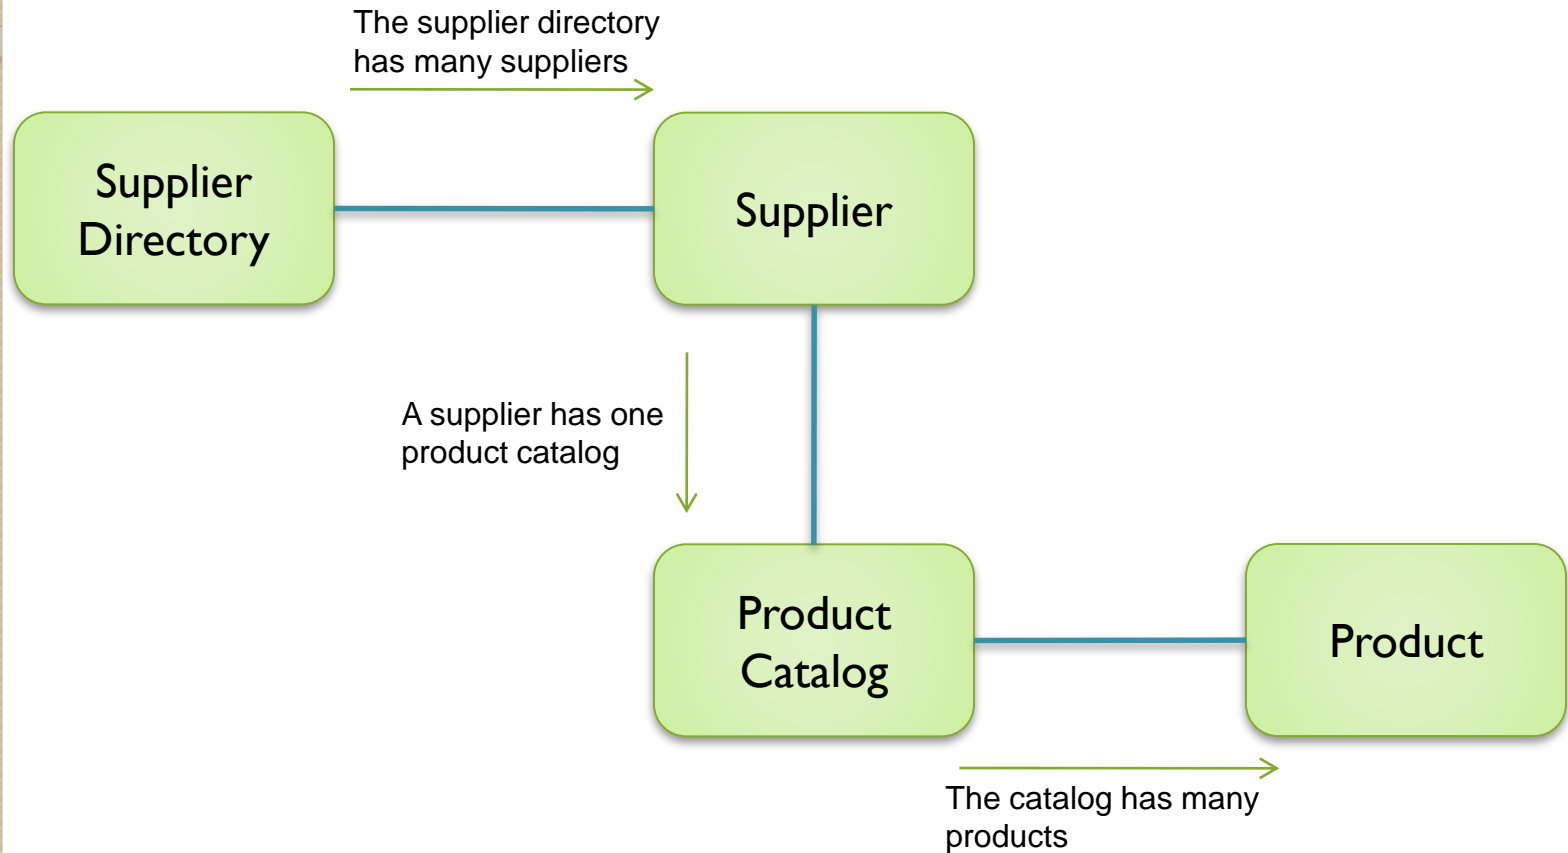 The supplier directory
has many suppliers
Supplier
Directory
Supplier
A supplier has one
product catalog
Product
Catalog
Product
The catalog has many
products